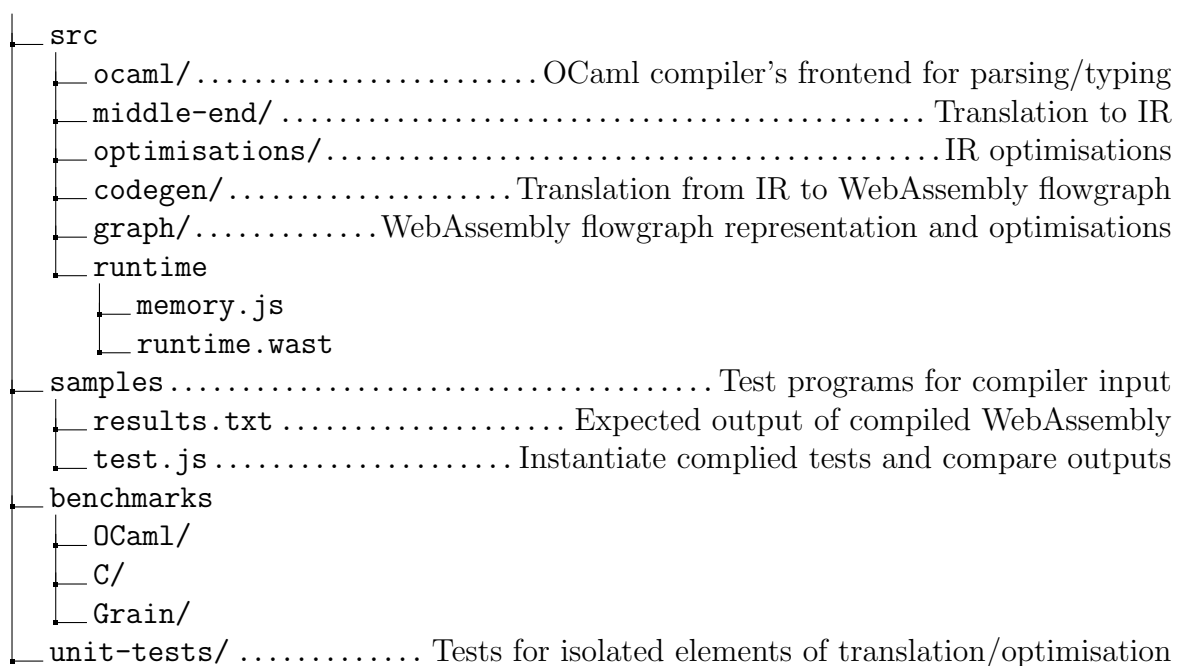 src
ocaml/.......................OCaml compiler's frontend for parsing/typing
middle-end/.............................................Translation to IR
optimisations/...........................................IR optimisations
codegen/....................Translation from IR to WebAssembly flowgraph
graph/.............WebAssembly flowgraph representation and optimisations
runtime
memory.js
runtime.wast
samples......................................Test programs for compiler input
results.txt....................Expected output of compiled WebAssembly
test.js.....................Instantiate complied tests and compare outputs
benchmarks
OCaml/
C/
Grain/
unit-tests/.............Tests for isolated elements of translation/optimisation